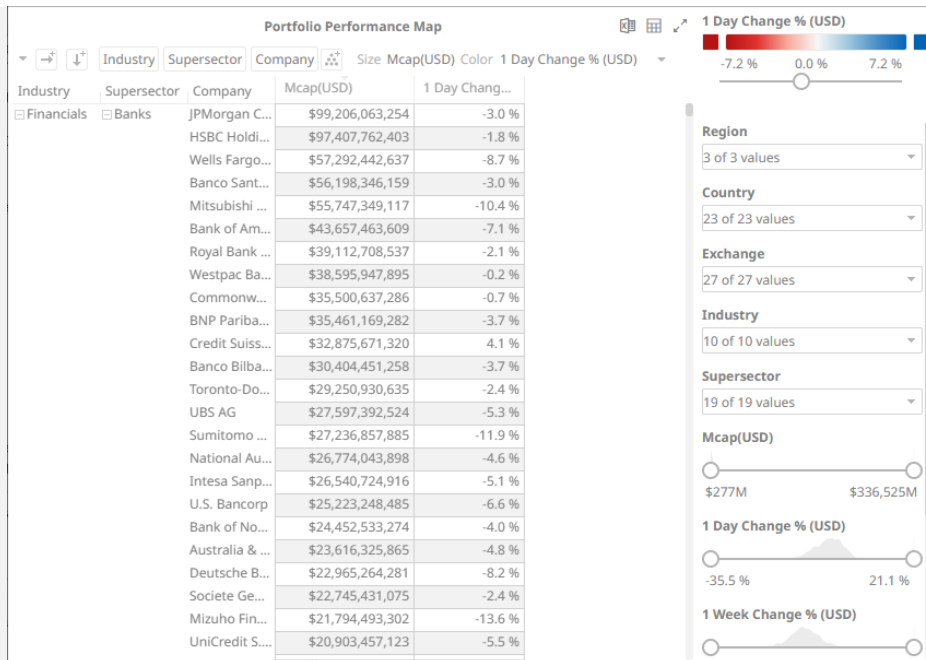 Portfolio Performance Map
Industry Supersector Company Size Mcap(USD) Color 1 Day Change % (USD)
Industry Supersector Company Mcap(USD) 1 Day Chang...
Financials Banks JPMorgan C... $99,206,063,254 -3.0 %
HSBC Holdi... $97,407,762,403 -1.8 %
Wells Fargo... $57,292,442,637 -8.7 %
Banco Sant... $56,198,346,159 -3.0 %
Mitsubishi ... $55,747,349,117 -10.4 %
Bank of Am... $43,657,463,609 -7.1 %
Royal Bank ... $39,112,708,537 -2.1 %
Westpac Ba... $38,595,947,895 -0.2 %
Commonw... $35,500,637,286 -0.7 %
BNP Pariba... $35,461,169,282 -3.7 %
Credit Suiss... $32,875,671,320 4.1 %
Banco Bilba... $30,404,451,258 -3.7 %
Toronto-Do... $29,250,930,635 -2.4 %
UBS AG $27,597,392,524 -5.3 %
Sumitomo ... $27,236,857,885 -11.9 %
National Au... $26,774,043,898 -4.6 %
Intesa Sanp... $26,540,724,916 -5.1 %
U.S. Bancorp $25,223,248,485 -6.6 %
Bank of No... $24,452,533,274 -4.0 %
Australia & ... $23,616,325,865 -4.8 %
Deutsche B... $22,965,264,281 -8.2 %
Societe Ge... $22,745,431,075 -2.4 %
Mizuho Fin... $21,794,493,302 -13.6 %
UniCredit S.... $20,903,457,123 -5.5 %
1 Day Change % (USD)
-7.2 % 0.0 % 7.2 %
Region
3 of 3 values
Country
23 of 23 values
Exchange
27 of 27 values
Industry
10 of 10 values
Supersector
19 of 19 values
Mcap(USD)
$277M $336,525M
1 Day Change % (USD)
-35.5 % 21.1 %
1 Week Change % (USD)